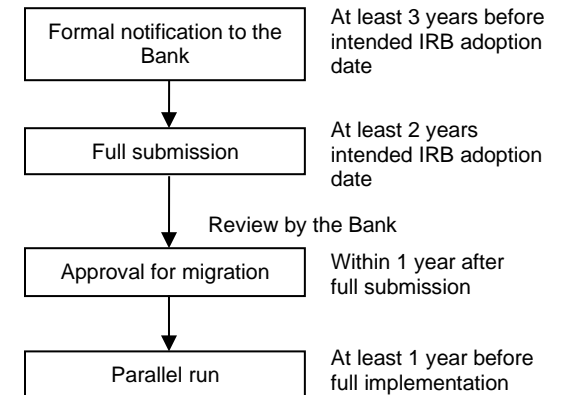 Formal notification to the
Bank
At least 3 years before
intended IRB adoption
date
Full submission
At least 2 years
intended IRB adoption
date
Review by the Bank
Approval for migration
Within 1 year after
full submission
Parallel run
At least 1 year before
full implementation